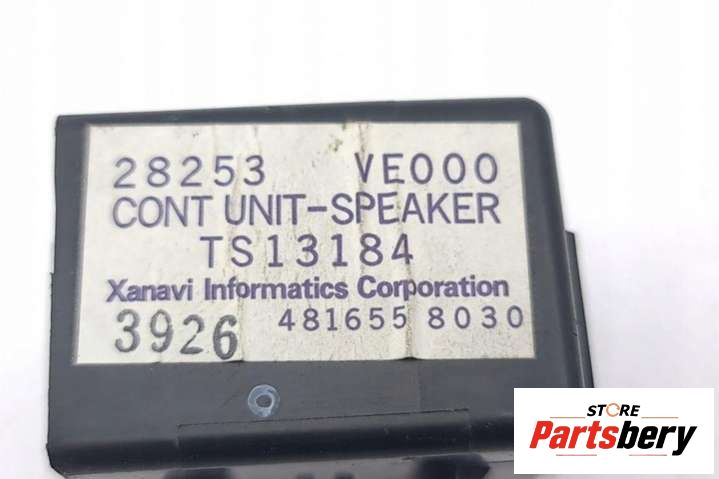 28253 VE000
CONT UNIT-SPEAKER
TS13184
Xanavi Informatics Corporation
3926 481655 8030
STORE
Partsbery